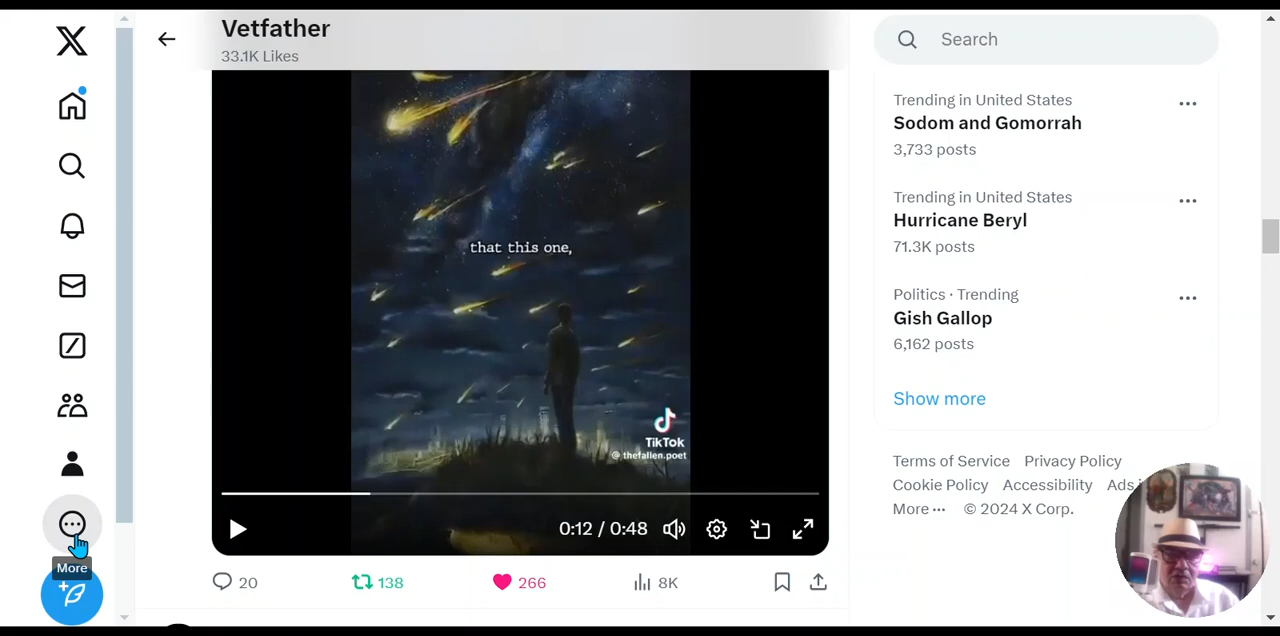 Vetfather
33.1K Likes
Search
Trending in United States
Sodom and Gomorrah
3,733 posts
Trending in United States
Hurricane Beryl
71.3K posts
Politics · Trending
Gish Gallop
6,162 posts
Show more
Terms of Service Privacy Policy
Cookie Policy Accessibility Ads
More ··· © 2024 X Corp.
that this one,
TikTok
@thefallen.poet
0:12 / 0:48
20 138 266 8K
More